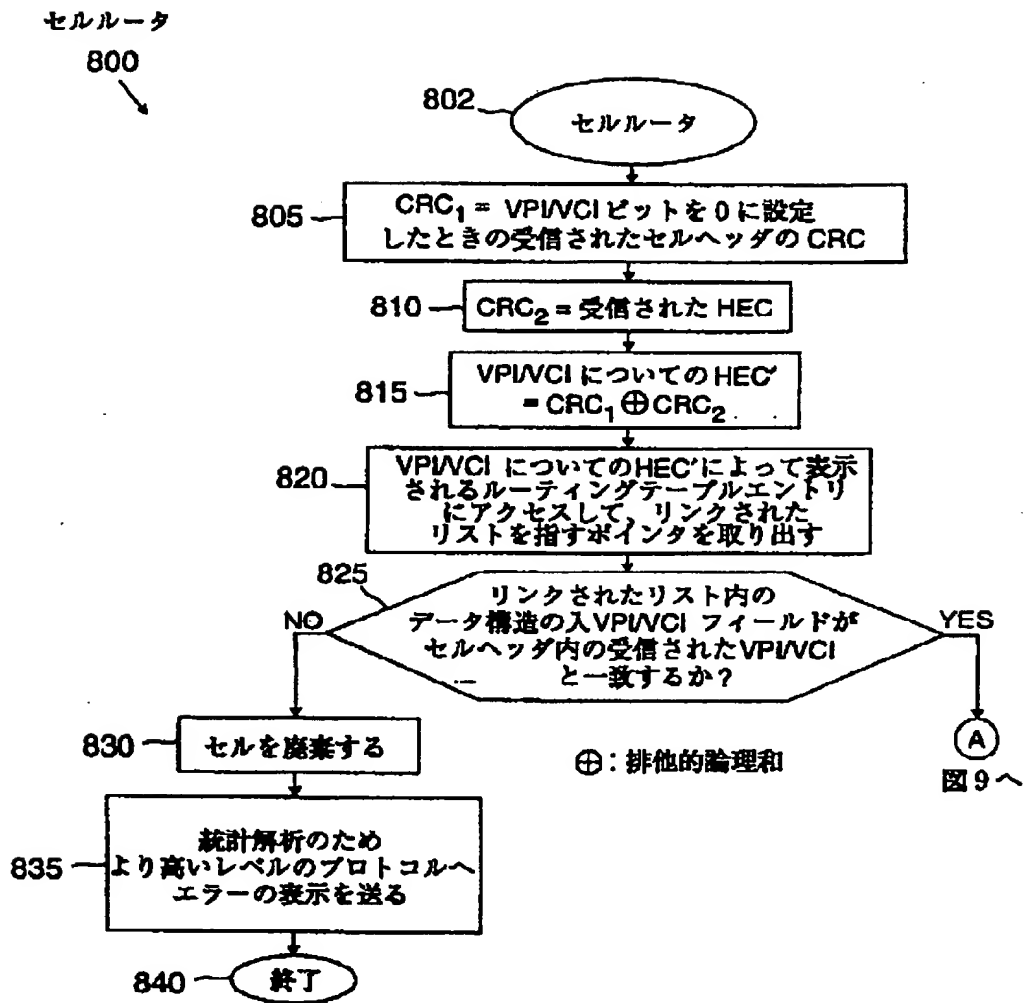 セルルータ
800
802
セルルータ
805
CRC₁ = VPI/VCI ビットを 0 に設定
したときの受信されたセルヘッダの CRC
810
CRC₂ = 受信された HEC
815
VPI/VCI についての HEC′
= CRC₁ ⊕ CRC₂
820
VPI/VCI についてのHEC′によって表示
されるルーティングテーブルエントリ
にアクセスして、リンクされた
リストを指すポインタを取り出す
825
リンクされたリスト内の
データ構造の入VPI/VCI フィールドが
セルヘッダ内の受信されたVPI/VCI
と一致するか?
NO
YES
830
セルを廃棄する
⊕:排他的論理和
A
図 9 へ
835
統計解析のため
より高いレベルのプロトコルへ
エラーの表示を送る
840
終了